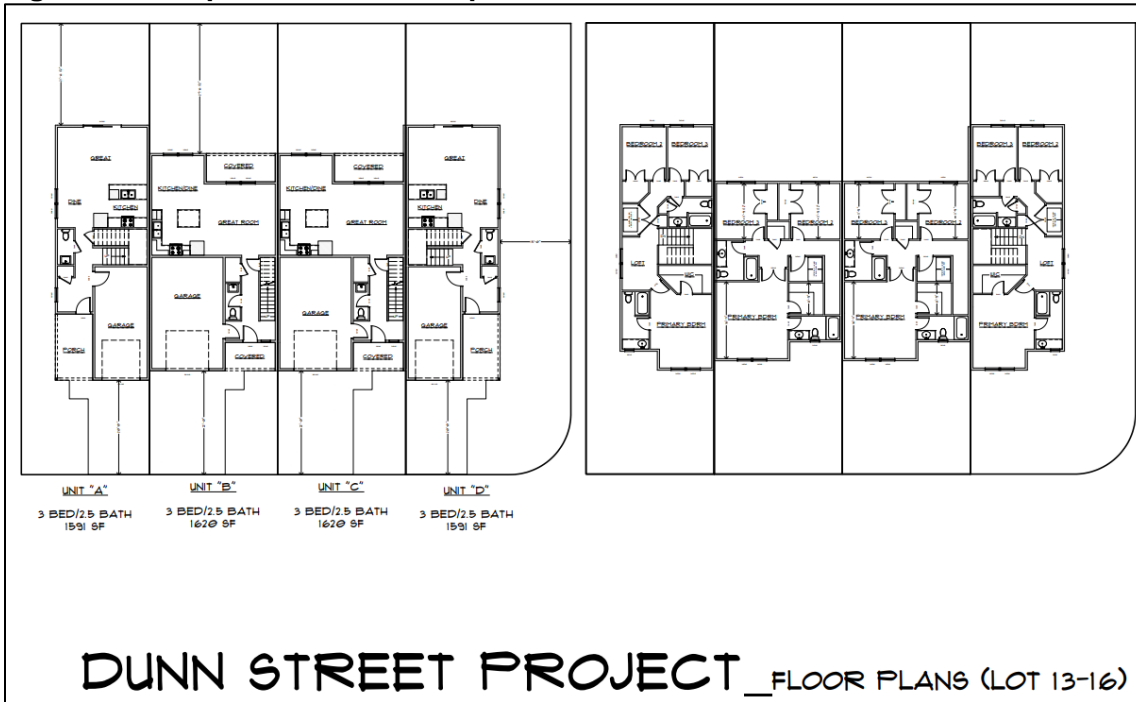 GREAT
DINE
KITCHEN
GARAGE
PORCH
KITCHEN/DINE
COVERED
GREAT ROOM
GARAGE
COVERED
KITCHEN/DINE
COVERED
GREAT ROOM
GARAGE
COVERED
GREAT
DINE
KITCHEN
GARAGE
PORCH
BEDROOM 2
BEDROOM 3
LOFT
WIC
PRIMARY BDRM
BEDROOM 3
BEDROOM 2
PRIMARY BDRM
BEDROOM 3
BEDROOM 2
PRIMARY BDRM
BEDROOM 3
BEDROOM 2
LOFT
WIC
PRIMARY BDRM
UNIT "A"
3 BED/2.5 BATH
1591 SF
UNIT "B"
3 BED/2.5 BATH
1620 SF
UNIT "C"
3 BED/2.5 BATH
1620 SF
UNIT "D"
3 BED/2.5 BATH
1591 SF
DUNN STREET PROJECT_FLOOR PLANS (LOT 13-16)